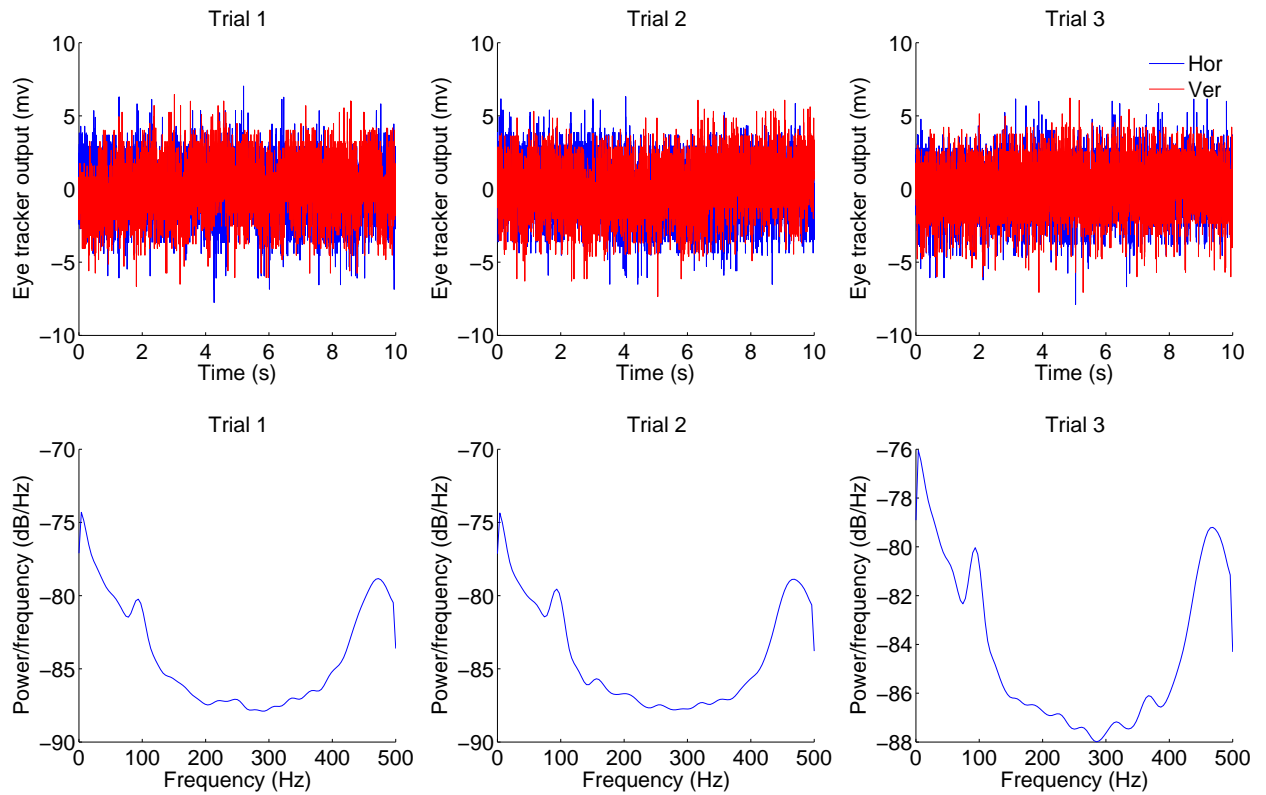 Trial 1
Eye tracker output (mv)
10
5
0
−5
−10
0 2 4 6 8 10
Time (s)
Trial 2
Eye tracker output (mv)
10
5
0
−5
−10
0 2 4 6 8 10
Time (s)
Trial 3
Eye tracker output (mv)
10
5
0
−5
−10
0 2 4 6 8 10
Time (s)
Hor
Ver
Trial 1
Power/frequency (dB/Hz)
−70
−75
−80
−85
−90
0 100 200 300 400 500
Frequency (Hz)
Trial 2
Power/frequency (dB/Hz)
−70
−75
−80
−85
−90
0 100 200 300 400 500
Frequency (Hz)
Trial 3
Power/frequency (dB/Hz)
−76
−78
−80
−82
−84
−86
−88
0 100 200 300 400 500
Frequency (Hz)